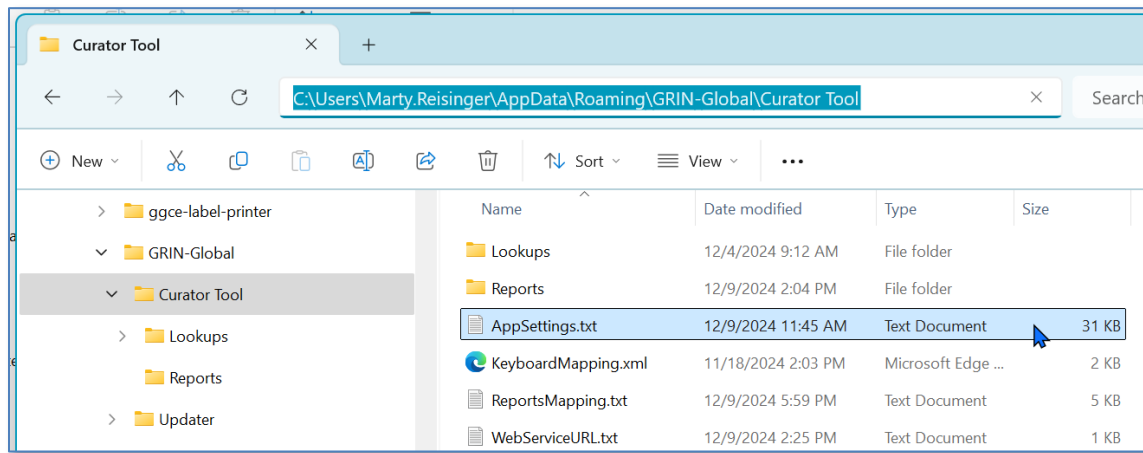 Curator Tool
C:\Users\Marty.Reisinger\AppData\Roaming\GRIN-Global\Curator Tool
Search
New
Sort
View
ggce-label-printer
GRIN-Global
Curator Tool
Lookups
Reports
Updater
Name Date modified Type Size
Lookups 12/4/2024 9:12 AM File folder
Reports 12/9/2024 2:04 PM File folder
AppSettings.txt 12/9/2024 11:45 AM Text Document 31 KB
KeyboardMapping.xml 11/18/2024 2:03 PM Microsoft Edge ... 2 KB
ReportsMapping.txt 12/9/2024 5:59 PM Text Document 5 KB
WebServiceURL.txt 12/9/2024 2:25 PM Text Document 1 KB